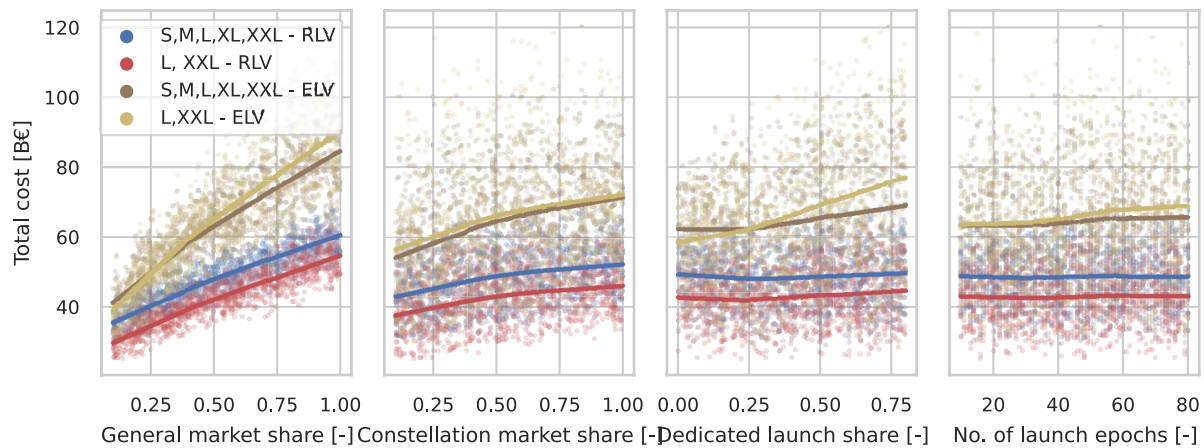 120
100
80
60
40
Total cost [B€]
S,M,L,XL,XXL - RLV
L, XXL - RLV
S,M,L,XL,XXL - ELV
L,XXL - ELV
0.25 0.50 0.75 1.00
General market share [-]
0.25 0.50 0.75 1.00
Constellation market share [-]
0.00 0.25 0.50 0.75
Dedicated launch share [-]
20 40 60 80
No. of launch epochs [-]